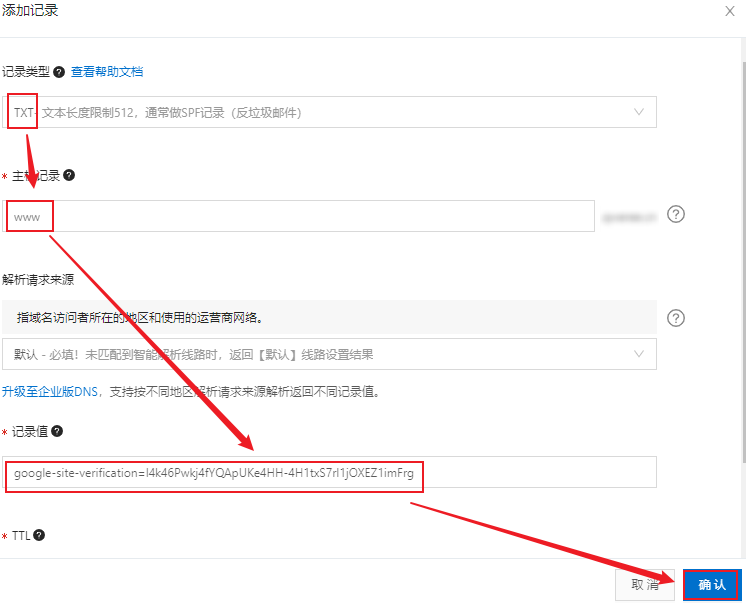 添加记录
记录类型 ? 查看帮助文档
TXT- 文本长度限制512，通常做SPF记录（反垃圾邮件）
* 主机记录 ?
www
?
解析请求来源
指域名访问者所在的地区和使用的运营商网络。
?
默认 - 必填！未匹配到智能解析线路时，返回【默认】线路设置结果
升级至企业版DNS，支持按不同地区解析请求来源解析返回不同记录值。
* 记录值 ?
google-site-verification=I4k46Pwkj4fYQApUKe4HH-4H1txS7rI1jOXEZ1imFrg
* TTL ?
取消
确认